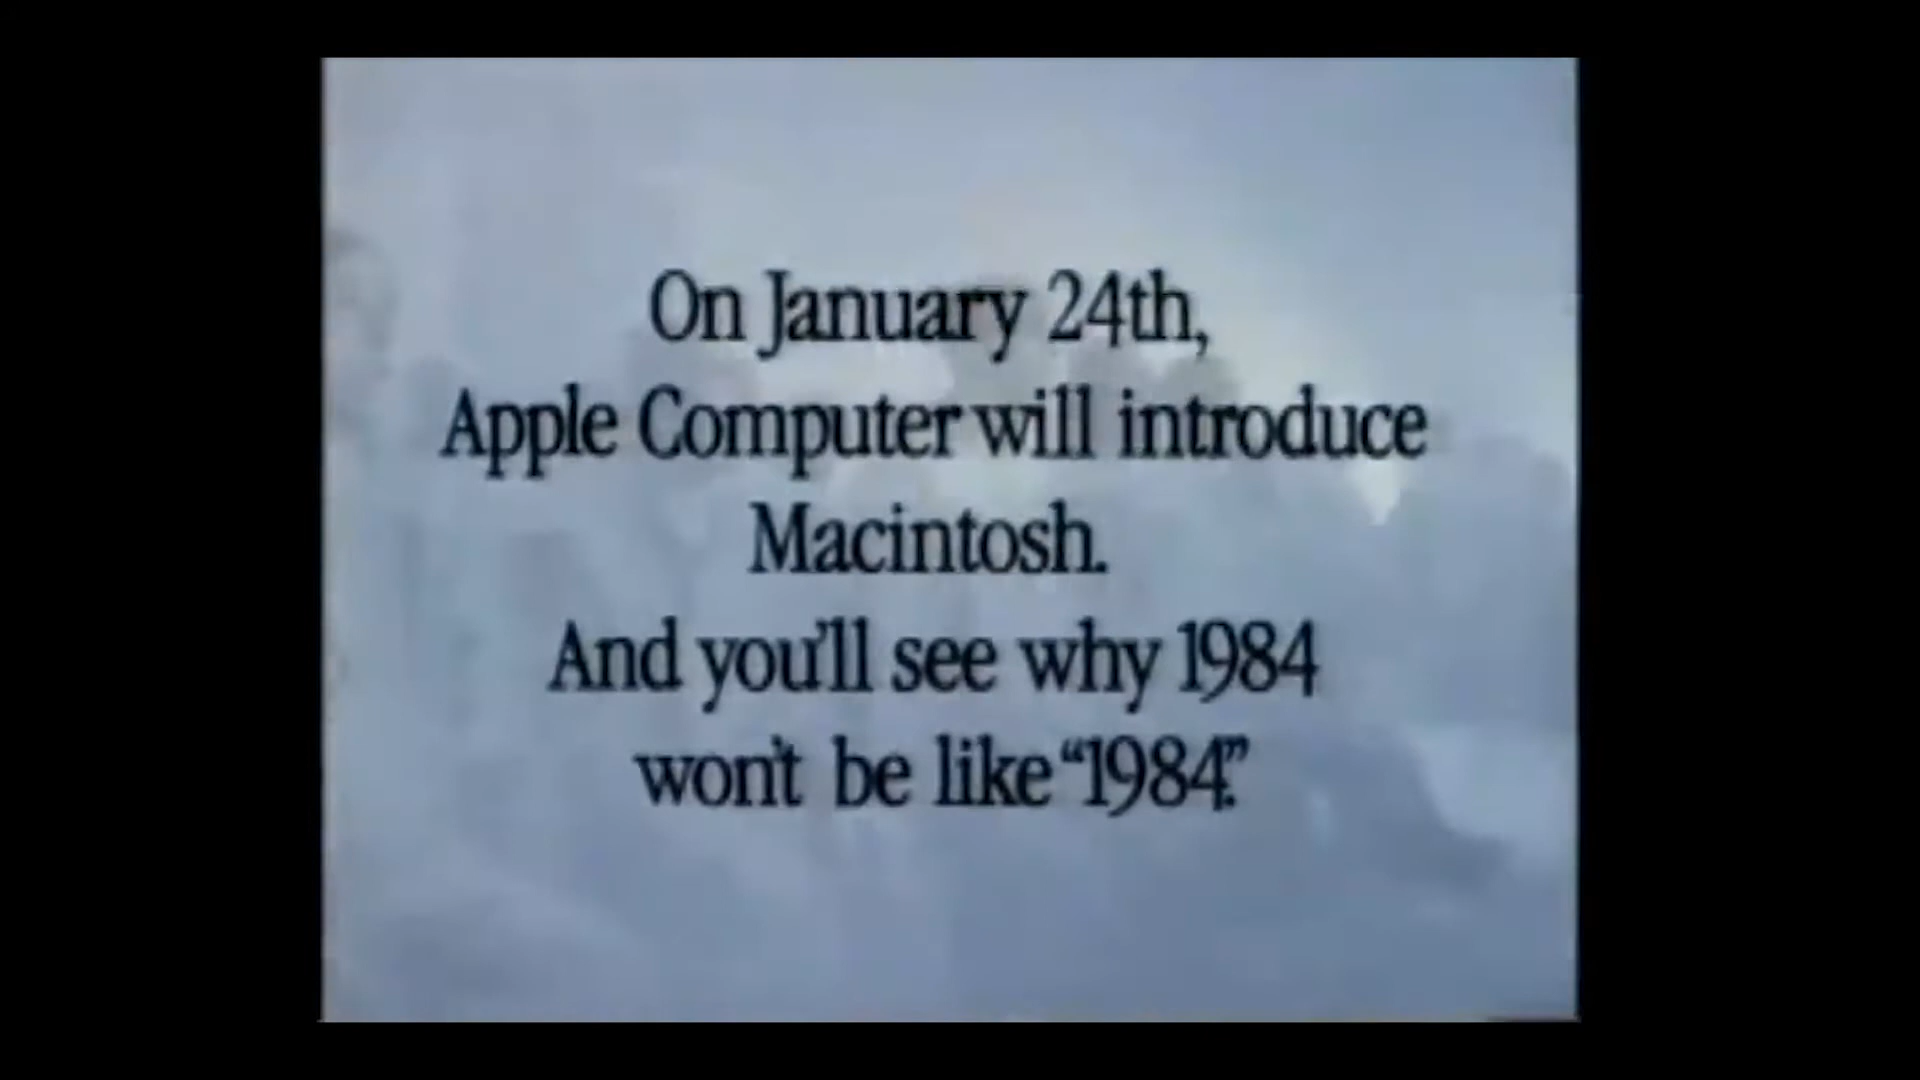 On January 24th,
Apple Computer will introduce
Macintosh.
And you'll see why 1984
won't be like “1984.”